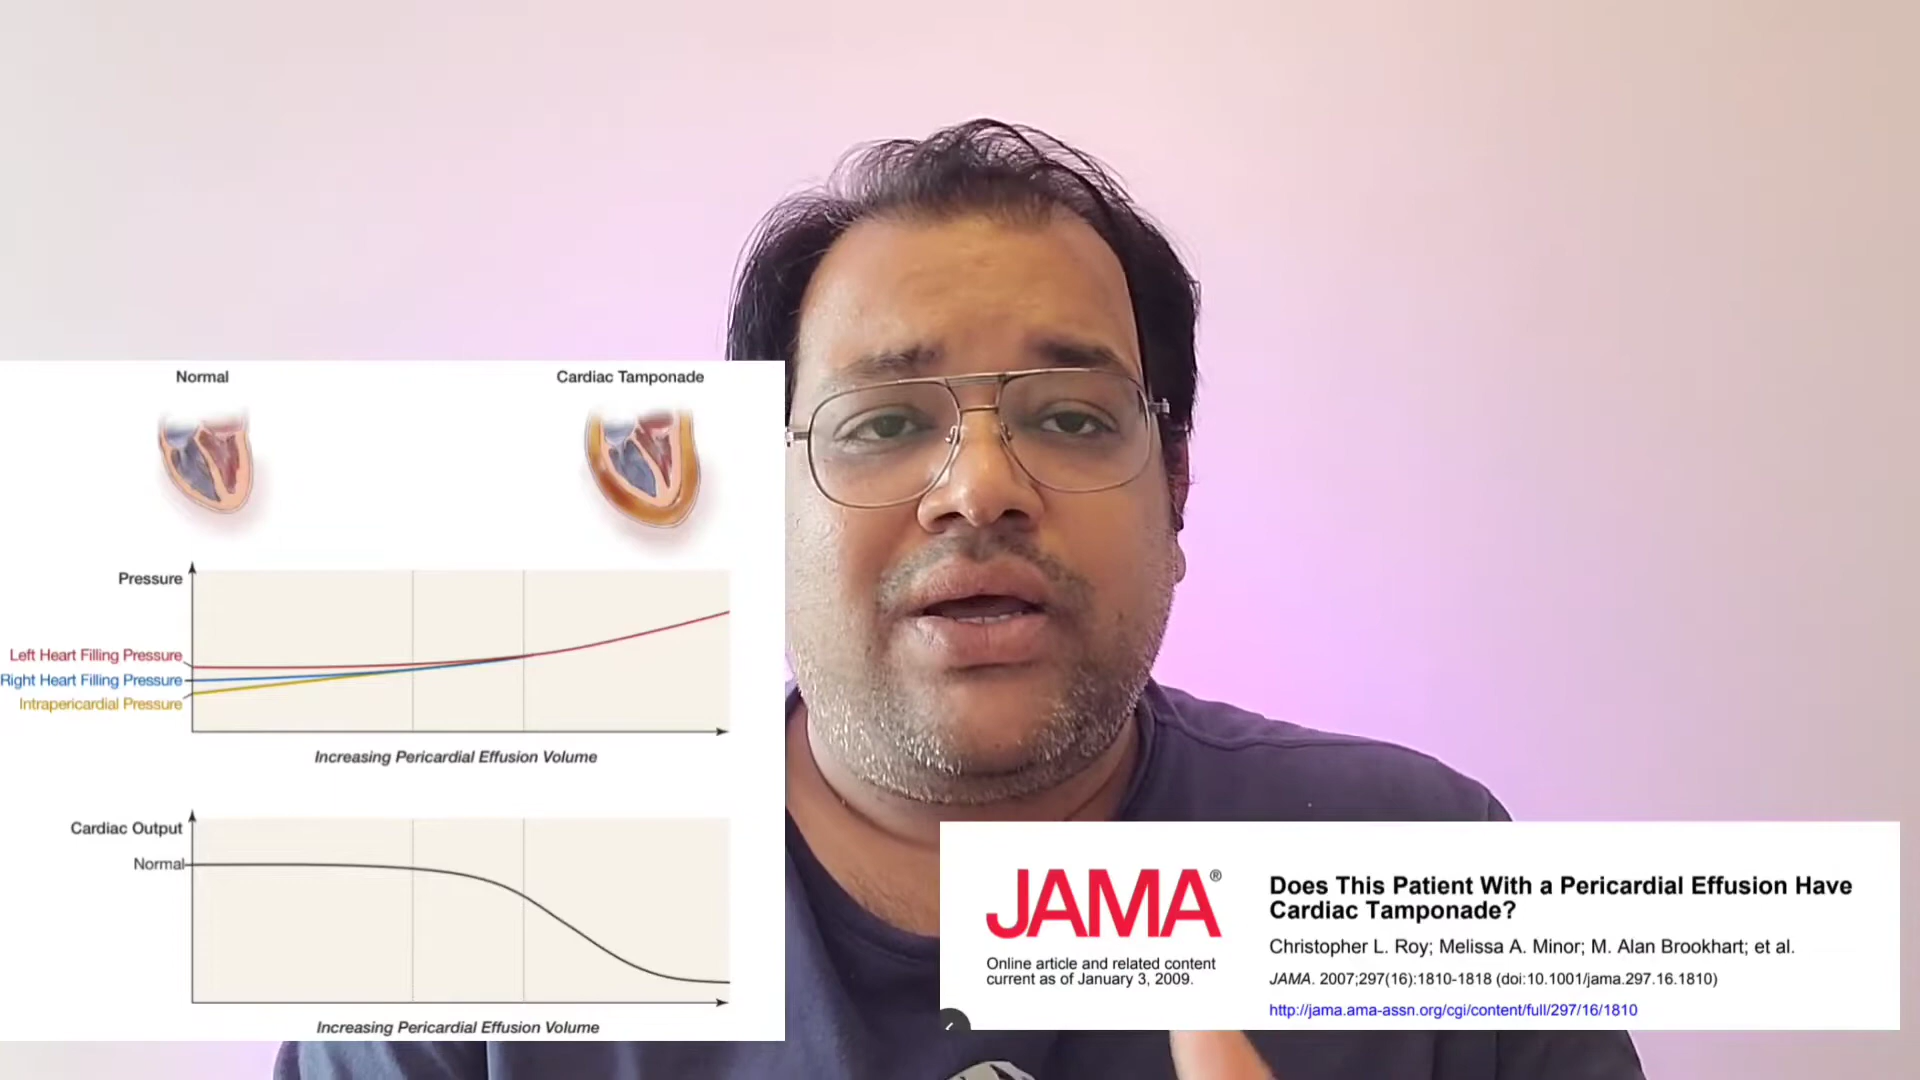 Normal
Cardiac Tamponade
Pressure
Left Heart Filling Pressure
Right Heart Filling Pressure
Intrapericardial Pressure
Increasing Pericardial Effusion Volume
Cardiac Output
Normal
Increasing Pericardial Effusion Volume
JAMA®
Online article and related content
current as of January 3, 2009.
Does This Patient With a Pericardial Effusion Have
Cardiac Tamponade?
Christopher L. Roy; Melissa A. Minor; M. Alan Brookhart; et al.
JAMA. 2007;297(16):1810-1818 (doi:10.1001/jama.297.16.1810)
http://jama.ama-assn.org/cgi/content/full/297/16/1810